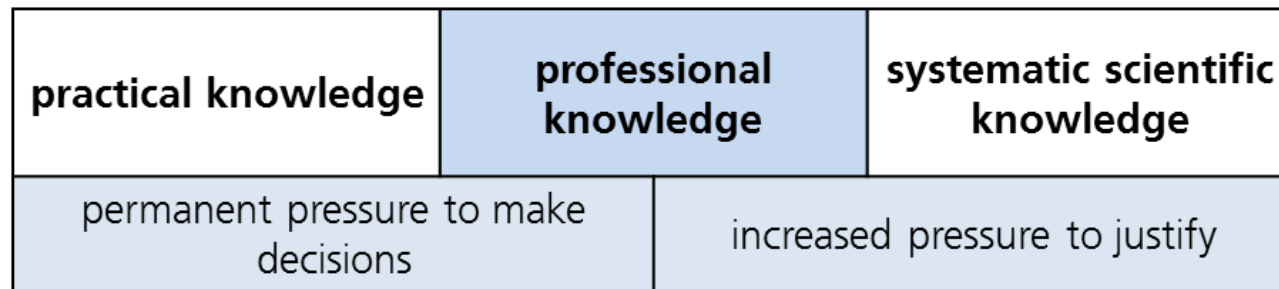 practical knowledge
professional
knowledge
systematic scientific
knowledge
permanent pressure to make
decisions
increased pressure to justify